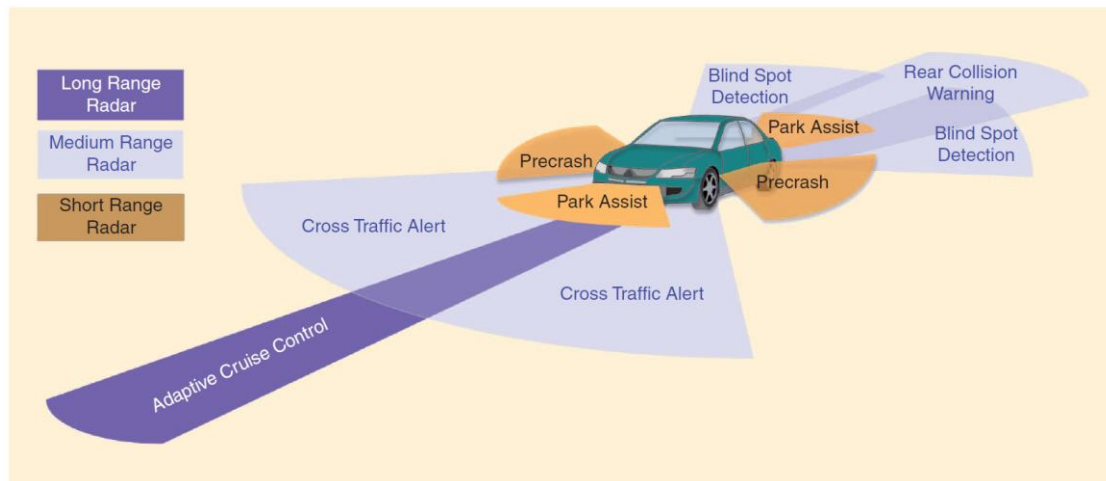 Long Range
Radar
Medium Range
Radar
Short Range
Radar
Blind Spot
Detection
Rear Collision
Warning
Park Assist
Blind Spot
Detection
Precrash
Precrash
Park Assist
Cross Traffic Alert
Cross Traffic Alert
Adaptive Cruise Control